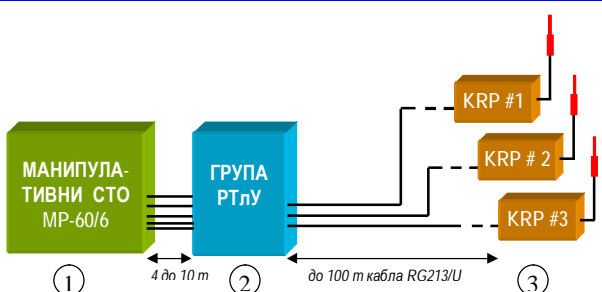 KRP #1
KRP # 2
KRP #3
МАНИПУЛА-
ТИВНИ СТО
МР-60/6
ГРУПА
РТлУ
4 до 10 m
до 100 m кабла RG213/U
1
2
3